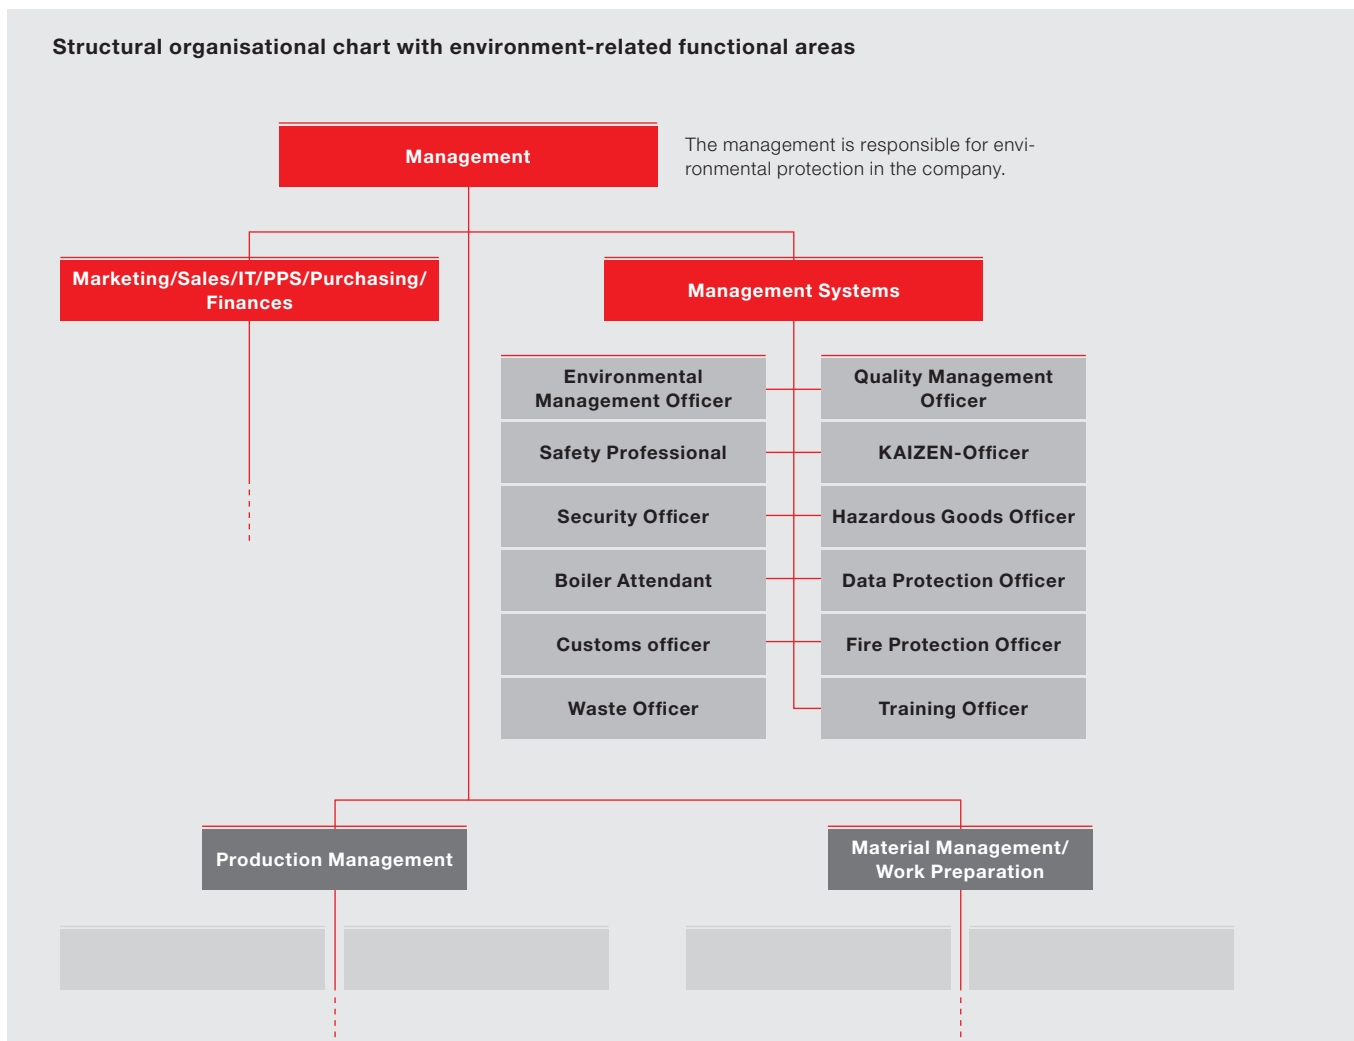 Structural organisational chart with environment-related functional areas
Management
The management is responsible for envi-
ronmental protection in the company.
Marketing/Sales/IT/PPS/Purchasing/
Finances
Management Systems
Environmental
Management Officer
Quality Management
Officer
Safety Professional
KAIZEN-Officer
Security Officer
Hazardous Goods Officer
Boiler Attendant
Data Protection Officer
Customs officer
Fire Protection Officer
Waste Officer
Training Officer
Production Management
Material Management/
Work Preparation